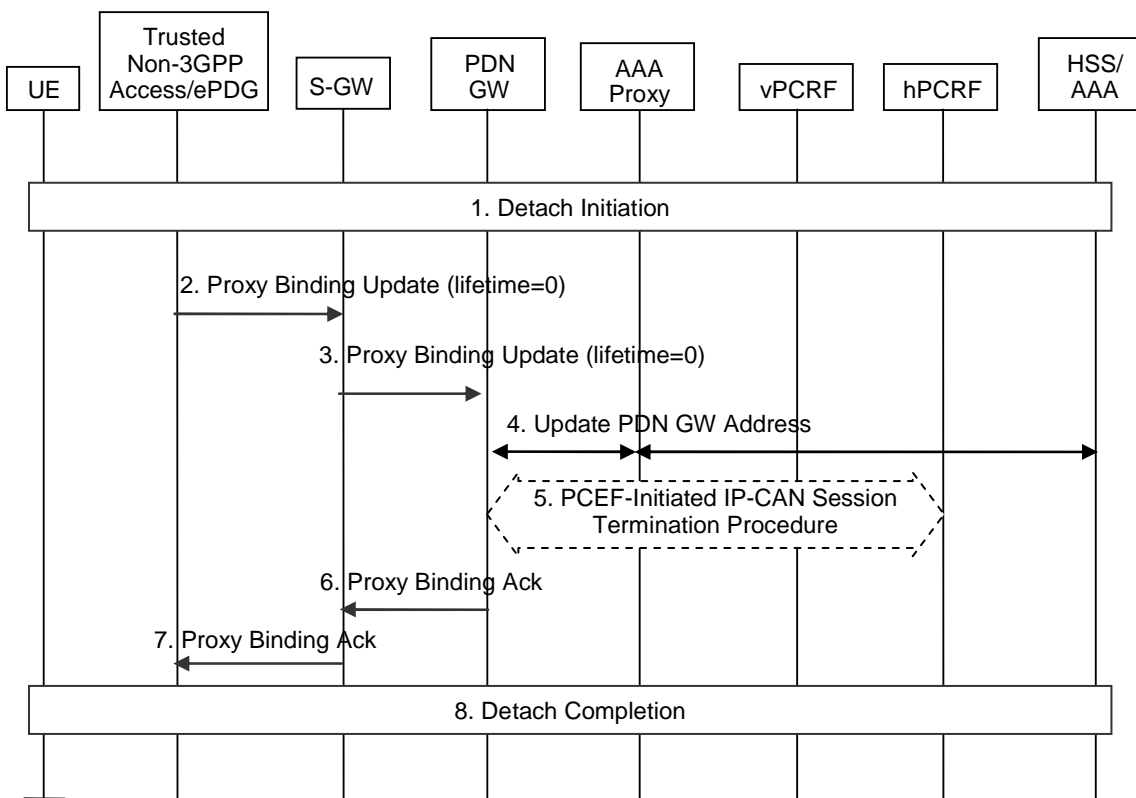 UE
Trusted
Non-3GPP
Access/ePDG
S-GW
PDN
GW
AAA
Proxy
vPCRF
hPCRF
HSS/
AAA
1. Detach Initiation
2. Proxy Binding Update (lifetime=0)
3. Proxy Binding Update (lifetime=0)
4. Update PDN GW Address
5. PCEF-Initiated IP-CAN Session
Termination Procedure
6. Proxy Binding Ack
7. Proxy Binding Ack
8. Detach Completion